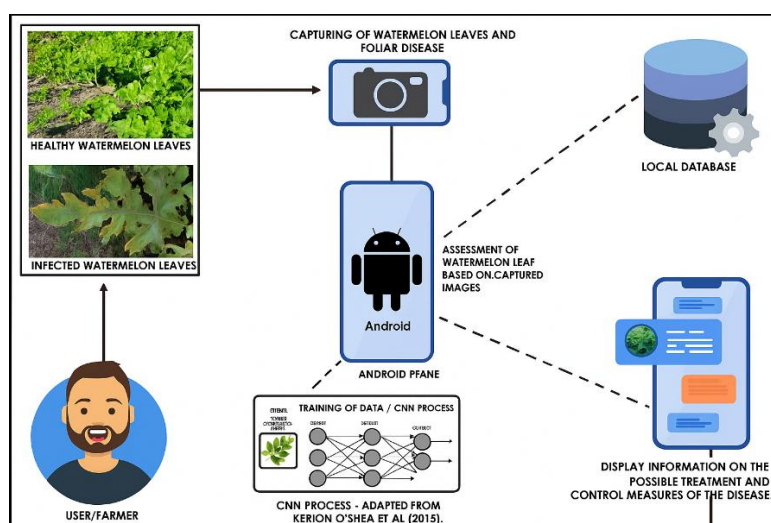 CAPTURING OF WATERMELON LEAVES AND
FOLIAR DISEASE
HEALTHY WATERMELON LEAVES
INFECTED WATERMELON LEAVES
LOCAL DATABASE
ASSESSMENT OF
WATERMELON LEAF
BASED ON.CAPTURED
IMAGES
Android
ANDROID PFANE
TRAINING OF DATA / CNN PROCESS
CNN PROCESS - ADAPTED FROM
KERION O'SHEA ET AL (2015).
USER/FARMER
DISPLAY INFORMATION ON THE
POSSIBLE TREATMENT AND
CONTROL MEASURES OF THE DISEASE